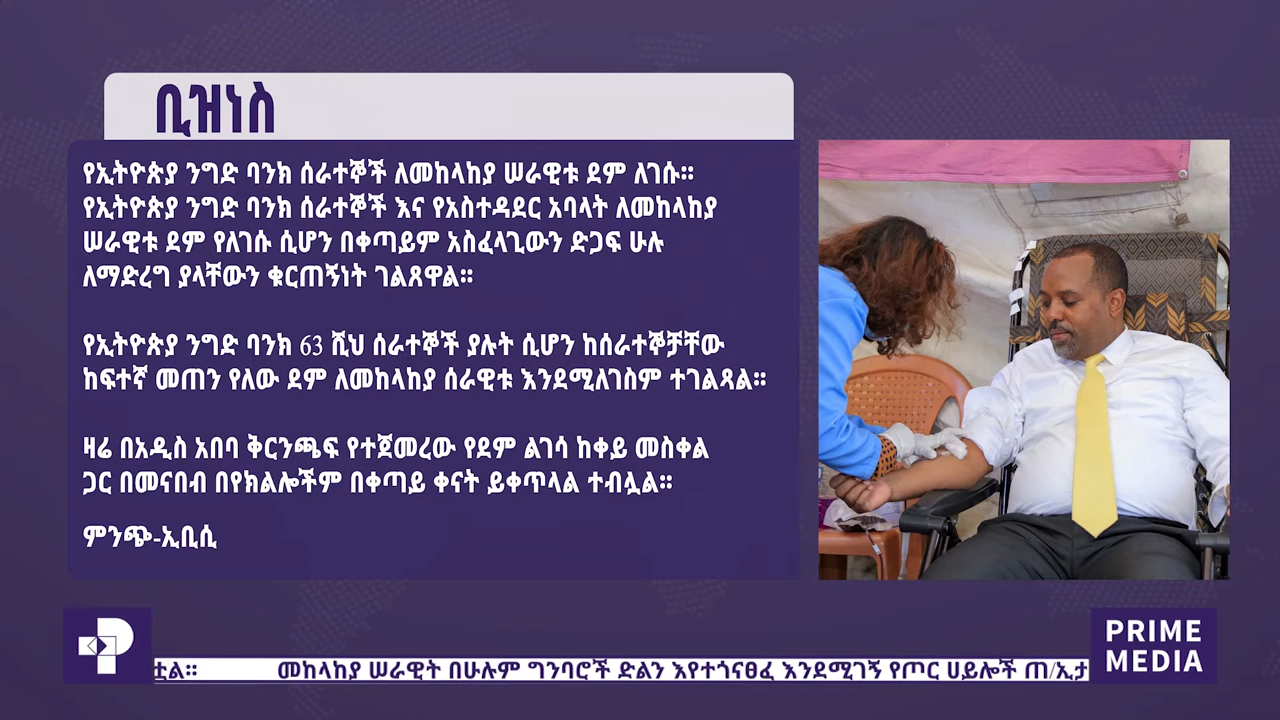 ቢዝነስ
የኢትዮጵያ ንግድ ባንክ ሰራተኞች ለመከላከያ ሠራዊቱ ደም ለገሱ።
የኢትዮጵያ ንግድ ባንክ ሰራተኞች እና የአስተዳደር አባላት ለመከላከያ
ሠራዊቱ ደም የለገሱ ሲሆን በቀጣይም አስፈላጊውን ድጋፍ ሁሉ
ለማድረግ ያላቸውን ቁርጠኝነት ገልጸዋል።
የኢትዮጵያ ንግድ ባንክ 63 ሺህ ሰራተኞች ያሉት ሲሆን ከሰራተኞቻቸው
ከፍተኛ መጠን የለው ደም ለመከላከያ ሰራዊቱ እንደሚለገስም ተገልጻል።
ዛሬ በአዲስ አበባ ቅርንጫፍ የተጀመረው የደም ልገሳ ከቀይ መስቀል
ጋር በመናበብ በየክልሎችም በቀጣይ ቀናት ይቀጥላል ተብሏል።
ምንጭ-ኢቢሲ
ቷል። መከላከያ ሠራዊት በሁሉም ግንባሮች ድልን እየተጎናፀፈ እንደሚገኝ የጦር ሀይሎች ጠ/ኢታ
PRIME
MEDIA